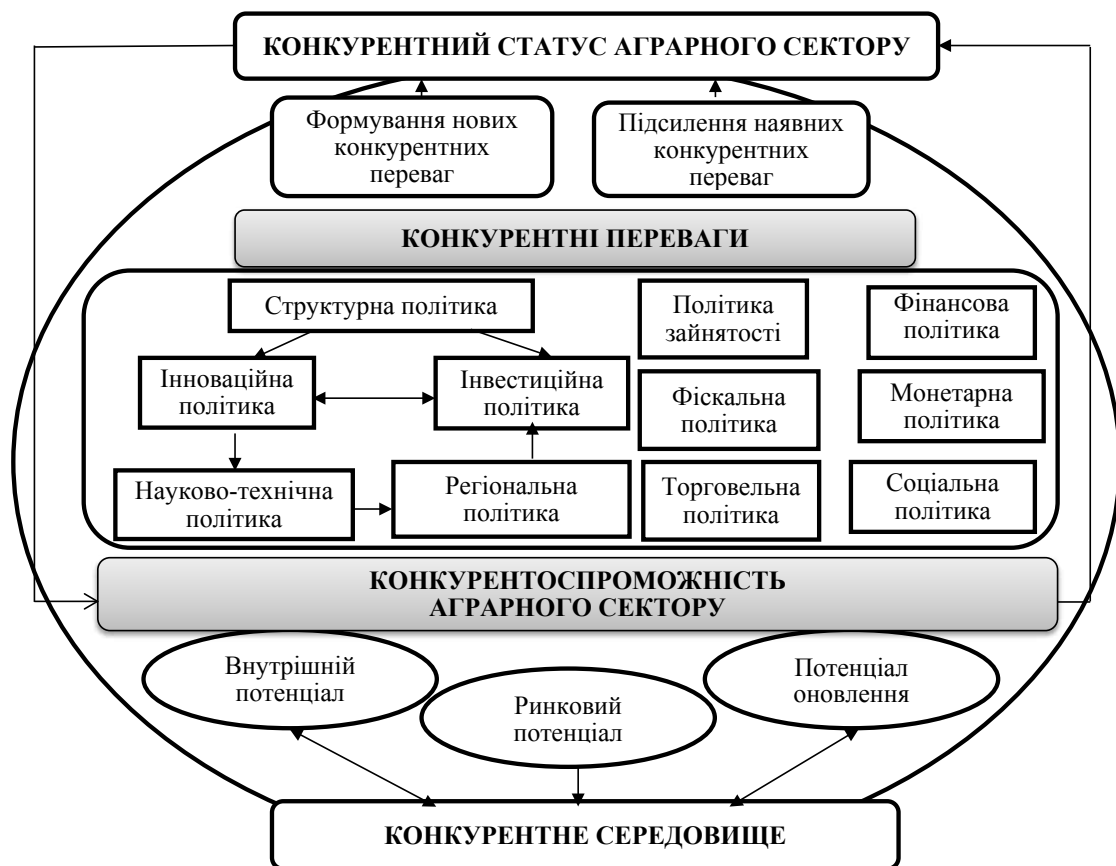 КОНКУРЕНТНИЙ СТАТУС АГРАРНОГО СЕКТОРУ
Формування нових
конкурентних
переваг
Підсилення наявних
конкурентних
переваг
КОНКУРЕНТНІ ПЕРЕВАГИ
Структурна політика
Політика
зайнятості
Фінансова
політика
Інноваційна
політика
Інвестиційна
політика
Фіскальна
політика
Монетарна
політика
Науково-технічна
політика
Регіональна
політика
Торговельна
політика
Соціальна
політика
КОНКУРЕНТОСПРОМОЖНІСТЬ
АГРАРНОГО СЕКТОРУ
Внутрішній
потенціал
Ринковий
потенціал
Потенціал
оновлення
КОНКУРЕНТНЕ СЕРЕДОВИЩЕ